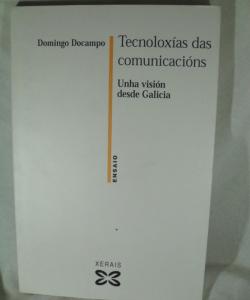 Domingo Docampo
Tecnoloxías das
comunicacións
Unha visión
desde Galicia
ENSAIO
XERAIS